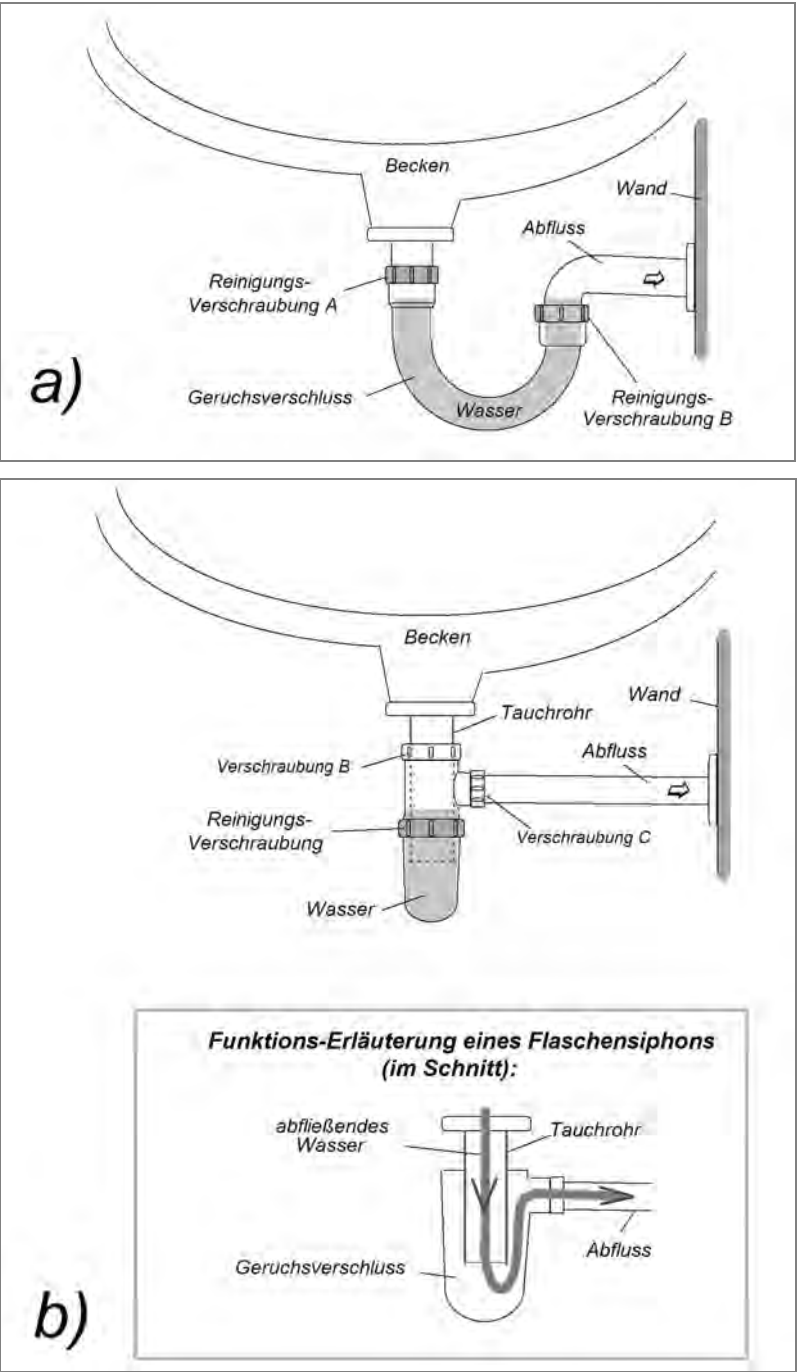 Becken
Wand
Abfluss
Reinigungs-
Verschraubung A
a)
Geruchsverschluss
Wasser
Reinigungs-
Verschraubung B
Becken
Wand
Tauchrohr
Abfluss
Verschraubung B
Reinigungs-
Verschraubung
Verschraubung C
Wasser
Funktions-Erläuterung eines Flaschensiphons
(im Schnitt):
abfließendes
Wasser
Tauchrohr
Abfluss
Geruchsverschluss
b)